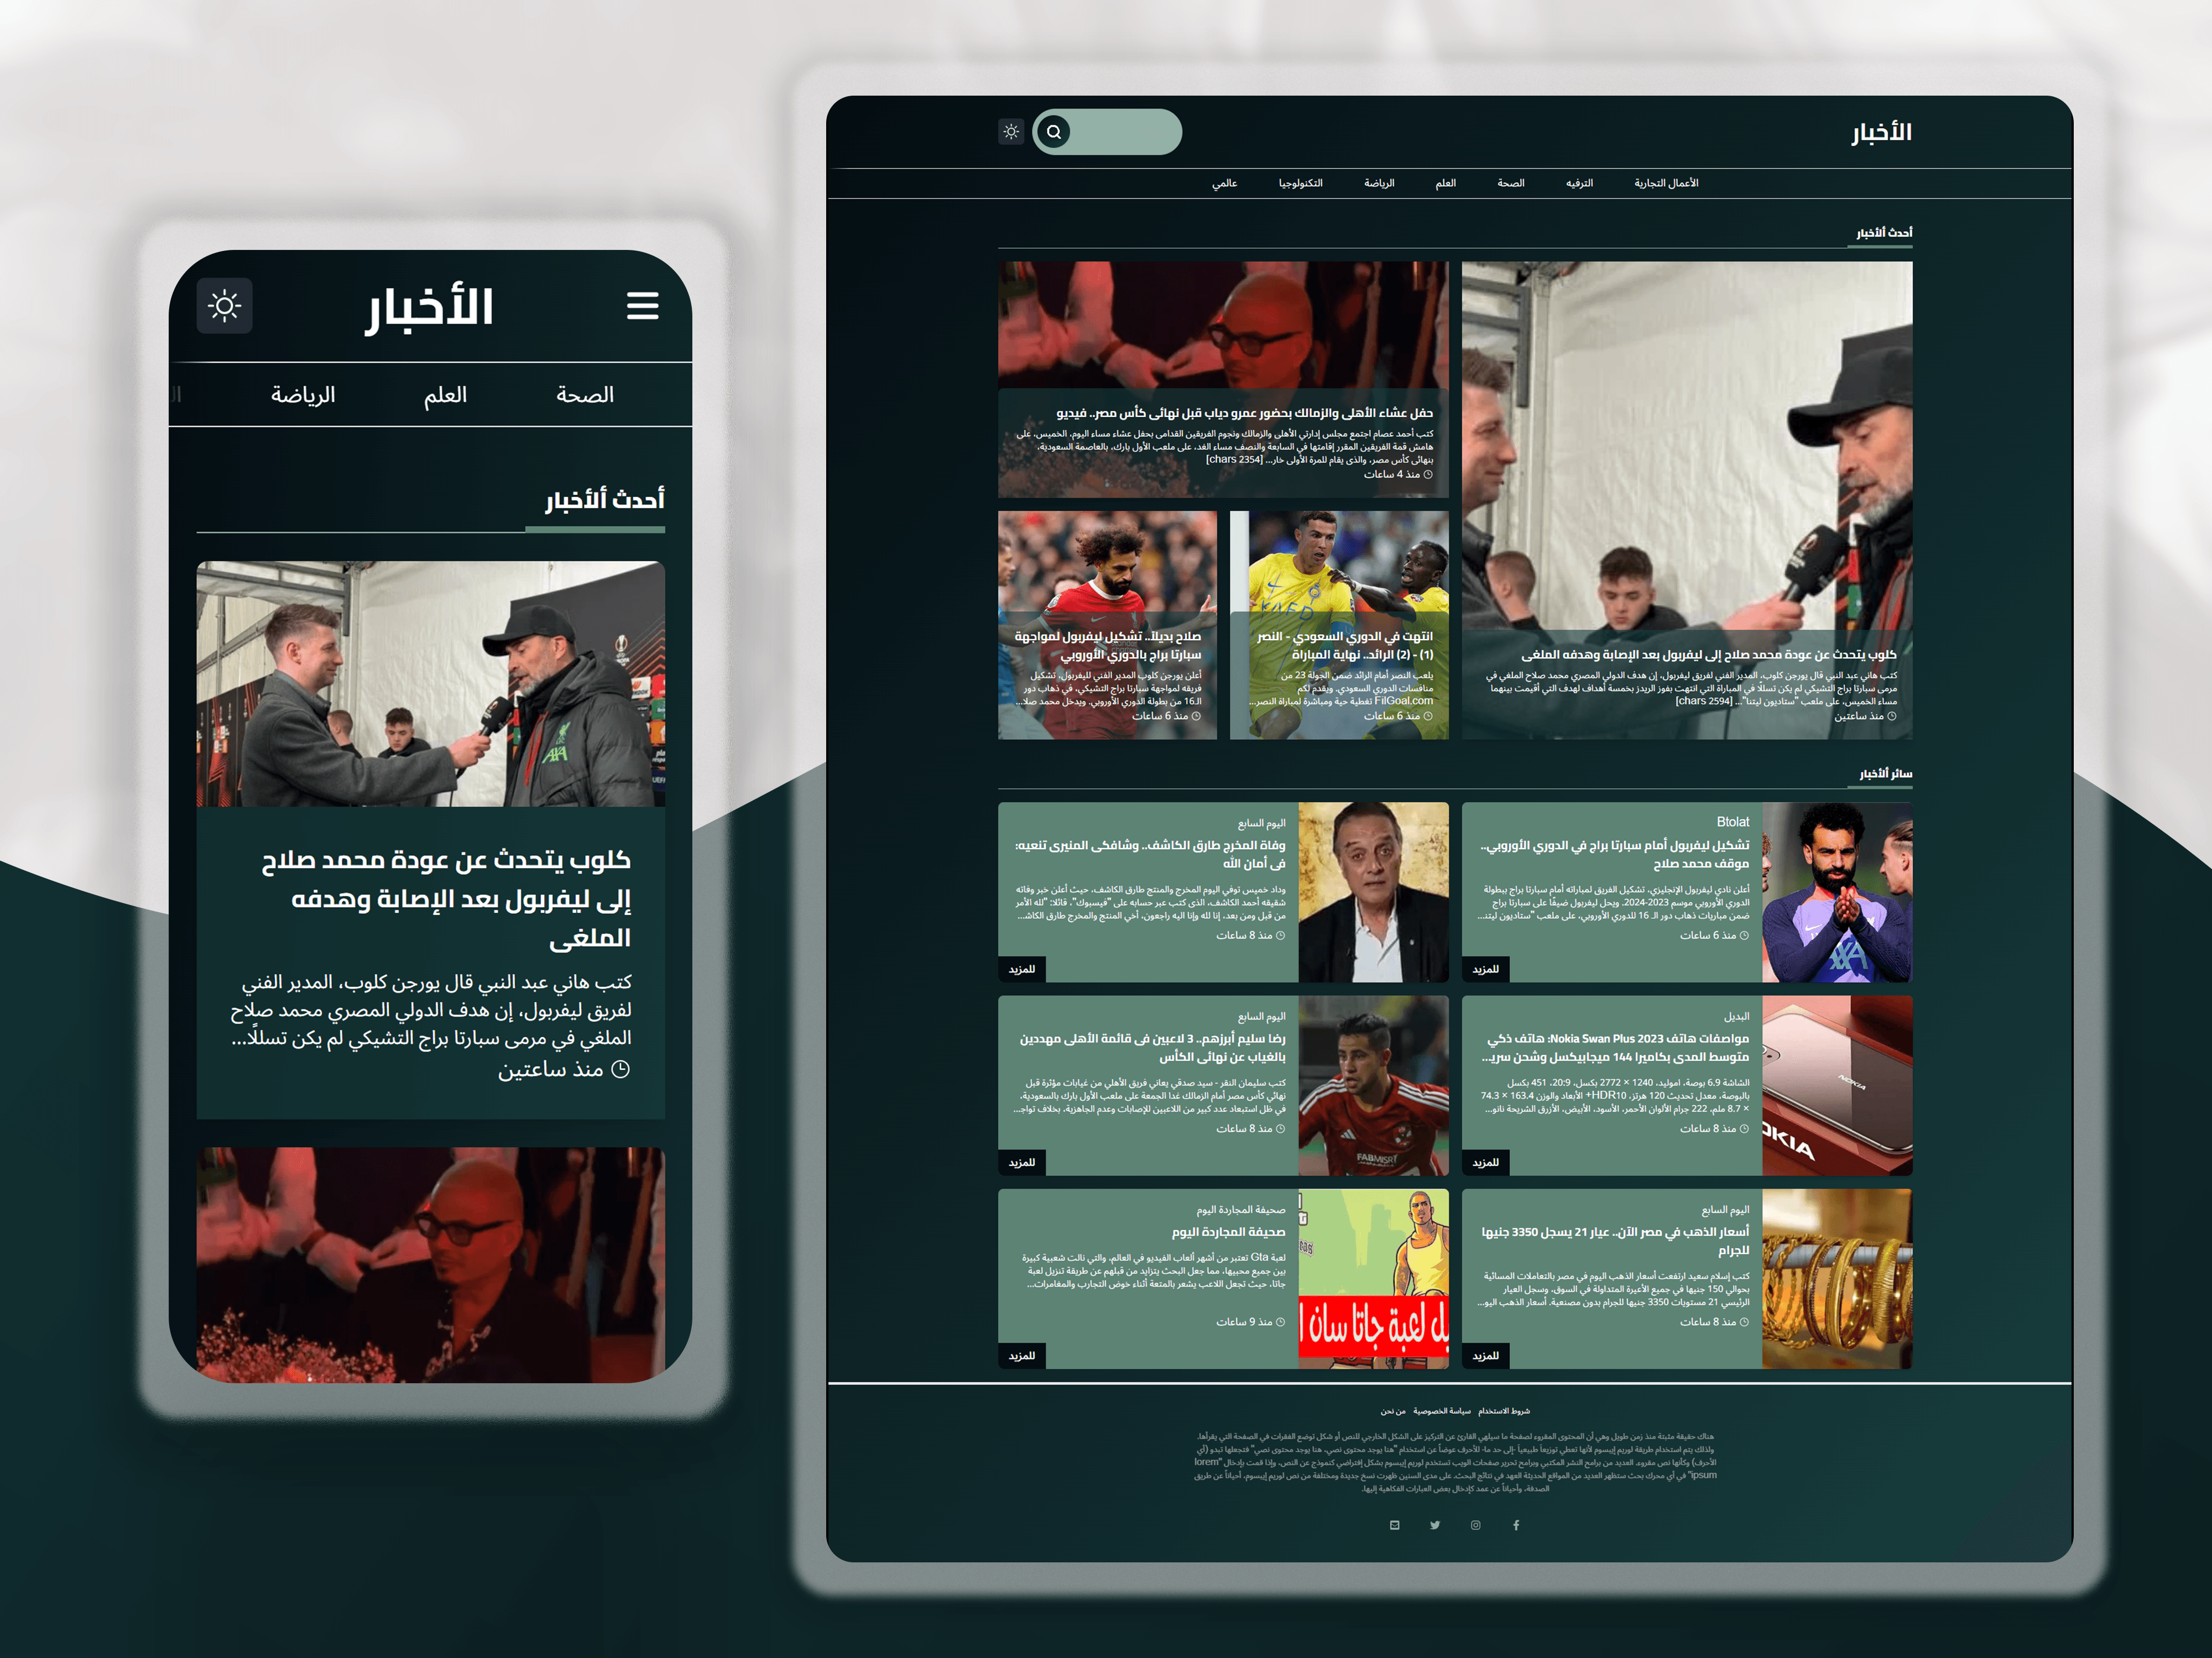 الأخبار
الصحة
العلم
الرياضة
أحدث ألأخبار
كلوب يتحدث عن عودة محمد صلاح
إلى ليفربول بعد الإصابة وهدفه
الملغى
كتب هاني عبد النبي قال يورجن كلوب، المدير الفني
لفريق ليفربول، إن هدف الدولي المصري محمد صلاح
الملغي في مرمى سبارتا براج التشيكي لم يكن تسللًا...
منذ ساعتين
الأخبار
الأعمال التجارية
الترفيه
الصحة
العلم
الرياضة
التكنولوجيا
عالمي
أحدث ألأخبار
كلوب يتحدث عن عودة محمد صلاح إلى ليفربول بعد الإصابة وهدفه الملغى
كتب هاني عبد النبي قال يورجن كلوب، المدير الفني لفريق ليفربول، إن هدف الدولي المصري محمد صلاح الملغي في
مرمى سبارتا براج التشيكي لم يكن تسللًا في المباراة التي انتهت بفوز الريدز بخمسة أهداف لهدف التي أقيمت بينهما
مساء الخميس، على ملعب "ستاديون ليتنا"... [2594 chars]
منذ ساعتين
حفل عشاء الأهلى والزمالك بحضور عمرو دياب قبل نهائى كأس مصر.. فيديو
كتب أحمد عصام اجتمع مجلس إدارتي الأهلى والزمالك ونجوم الفريقين القدامى بحفل عشاء مساء اليوم، الخميس، على
هامش قمة الفريقين المقرر إقامتها في السابعة والنصف مساء الغد، على ملعب الأول بارك، بالعاصمة السعودية،
بنهائى كأس مصر، والذى يقام للمرة الأولى خار... [2354 chars]
منذ 4 ساعات
انتهت في الدوري السعودي - النصر
(1) - (2) الرائد.. نهاية المباراة
يلعب النصر أمام الرائد ضمن الجولة 23 من
منافسات الدوري السعودي، ويقدم لكم
FilGoal.com تغطية حية ومباشرة لمباراة النصر...
منذ 6 ساعات
صلاح بديلًا.. تشكيل ليفربول لمواجهة
سبارتا براج بالدوري الأوروبي
أعلن يورجن كلوب المدير الفني لليفربول، تشكيل
فريقه لمواجهة سبارتا براج التشيكي، في ذهاب دور
الـ16 من بطولة الدوري الأوروبي. ويدخل محمد صلا...
منذ 6 ساعات
سائر ألأخبار
Btolat
تشكيل ليفربول أمام سبارتا براج في الدوري الأوروبي..
موقف محمد صلاح
أعلن نادي ليفربول الإنجليزي، تشكيل الفريق لمباراته أمام سبارتا براج ببطولة
الدوري الأوروبي موسم 2023-2024. ويحل ليفربول ضيفًا على سبارتا براج
ضمن مباريات ذهاب دور الـ 16 للدوري الأوروبي، على ملعب "ستاديون ليتن...
منذ 6 ساعات
للمزيد
اليوم السابع
وفاة المخرج طارق الكاشف.. وشافكى المنيرى تنعيه:
فى أمان الله
وداد خميس توفي اليوم المخرج والمنتج طارق الكاشف، حيث أعلن خبر وفاته
شقيقه أحمد الكاشف، الذى كتب عبر حسابه على "فيسبوك"، قائلا: "لله الأمر
من قبل ومن بعد، إنا لله وإنا اليه راجعون، أخي المنتج والمخرج طارق الكاش...
منذ 8 ساعات
للمزيد
البديل
مواصفات هاتف Nokia Swan Plus 2023: هاتف ذكي
متوسط المدى بكاميرا 144 ميجابيكسل وشحن سري...
الشاشة 6.9 بوصة، اموليد، 1240 × 2772 بكسل، 20:9، 451 بكسل
بالبوصة، معدل تحديث 120 هرتز، HDR10+ الأبعاد والوزن 163.4 × 74.3
× 8.7 ملم، 222 جرام الألوان الأحمر، الأسود، الأبيض، الأزرق الشريحة نانو...
منذ 8 ساعات
للمزيد
NOKIA
اليوم السابع
رضا سليم أبرزهم.. 3 لاعبين فى قائمة الأهلى مهددين
بالغياب عن نهائى الكأس
كتب سليمان النقر - سيد صدقي يعاني فريق الأهلي من غيابات مؤثرة قبل
نهائي كأس مصر أمام الزمالك غدا الجمعة على ملعب الأول بارك بالسعودية،
في ظل استبعاد عدد كبير من اللاعبين للإصابات وعدم الجاهزية، بخلاف تواج...
منذ 8 ساعات
للمزيد
FABMISR
اليوم السابع
أسعار الذهب في مصر الآن.. عيار 21 يسجل 3350 جنيها
للجرام
كتب إسلام سعيد ارتفعت أسعار الذهب اليوم في مصر بالتعاملات المسائية
بحوالي 150 جنيها في جميع الأعيرة المتداولة في السوق، وسجل العيار
الرئيسي 21 مستويات 3350 جنيها للجرام بدون مصنعية. أسعار الذهب اليو...
منذ 8 ساعات
للمزيد
صحيفة المجاردة اليوم
صحيفة المجاردة اليوم
لعبة Gta تعتبر من أشهر ألعاب الفيديو في العالم، والتي نالت شعبية كبيرة
بين جميع محبيها، مما جعل البحث يتزايد من قبلهم عن طريقة تنزيل لعبة
جاتا، حيث تجعل اللاعب يشعر بالمتعة أثناء خوض التجارب والمغامرات...
منذ 9 ساعات
للمزيد
يل لعبة جاتا سان ا
شروط الاستخدام
سياسة الخصوصية
من نحن
هناك حقيقة مثبتة منذ زمن طويل وهي أن المحتوى المقروء لصفحة ما سيلهي القارئ عن التركيز على الشكل الخارجي للنص أو شكل توضع الفقرات في الصفحة التي يقرأها.
ولذلك يتم استخدام طريقة لوريم إيبسوم لأنها تعطي توزيعاَ طبيعياَ -إلى حد ما- للأحرف عوضاً عن استخدام "هنا يوجد محتوى نصي، هنا يوجد محتوى نصي" فتجعلها تبدو (أي
الأحرف) وكأنها نص مقروء. العديد من برامح النشر المكتبي وبرامح تحرير صفحات الويب تستخدم لوريم إيبسوم بشكل إفتراضي كنموذج عن النص، وإذا قمت بإدخال "lorem
ipsum" في أي محرك بحث ستظهر العديد من المواقع الحديثة العهد في نتائج البحث. على مدى السنين ظهرت نسخ جديدة ومختلفة من نص لوريم إيبسوم، أحياناً عن طريق
الصدفة، وأحياناً عن عمد كإدخال بعض العبارات الفكاهية إليها.